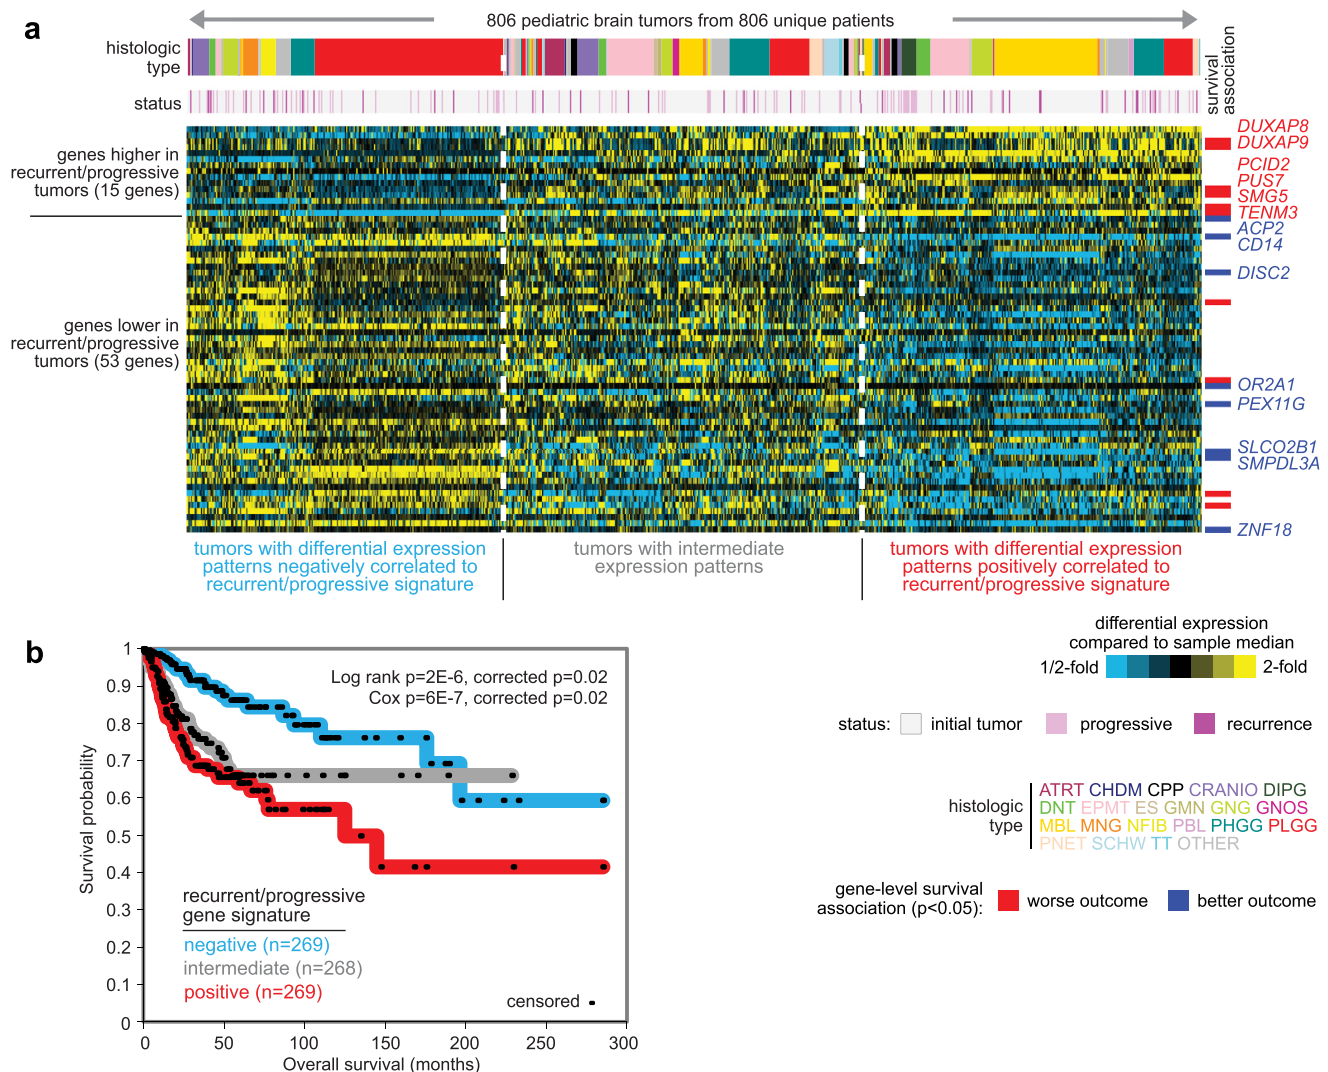 a
806 pediatric brain tumors from 806 unique patients
histologic
type
status
survival
association
genes higher in
recurrent/progressive
tumors (15 genes)
genes lower in
recurrent/progressive
tumors (53 genes)
DUXAP8
DUXAP9
PCID2
PUS7
SMG5
TENM3
ACP2
CD14
DISC2
OR2A1
PEX11G
SLCO2B1
SMPDL3A
ZNF18
tumors with differential expression
patterns negatively correlated to
recurrent/progressive signature
tumors with intermediate
expression patterns
tumors with differential expression
patterns positively correlated to
recurrent/progressive signature
differential expression
compared to sample median
1/2-fold 2-fold
status: initial tumor progressive recurrence
histologic
type
ATRT CHDM CPP CRANIO DIPG
DNT EPMT ES GMN GNG GNOS
MBL MNG NFIB PBL PHGG PLGG
PNET SCHW TT OTHER
gene-level survival
association (p<0.05):
worse outcome better outcome
b
Log rank p=2E-6, corrected p=0.02
Cox p=6E-7, corrected p=0.02
Survival probability
1
0.9
0.8
0.7
0.6
0.5
0.4
0.3
0.2
0.1
0
recurrent/progressive
gene signature
negative (n=269)
intermediate (n=268)
positive (n=269)
censored
0 50 100 150 200 250 300
Overall survival (months)